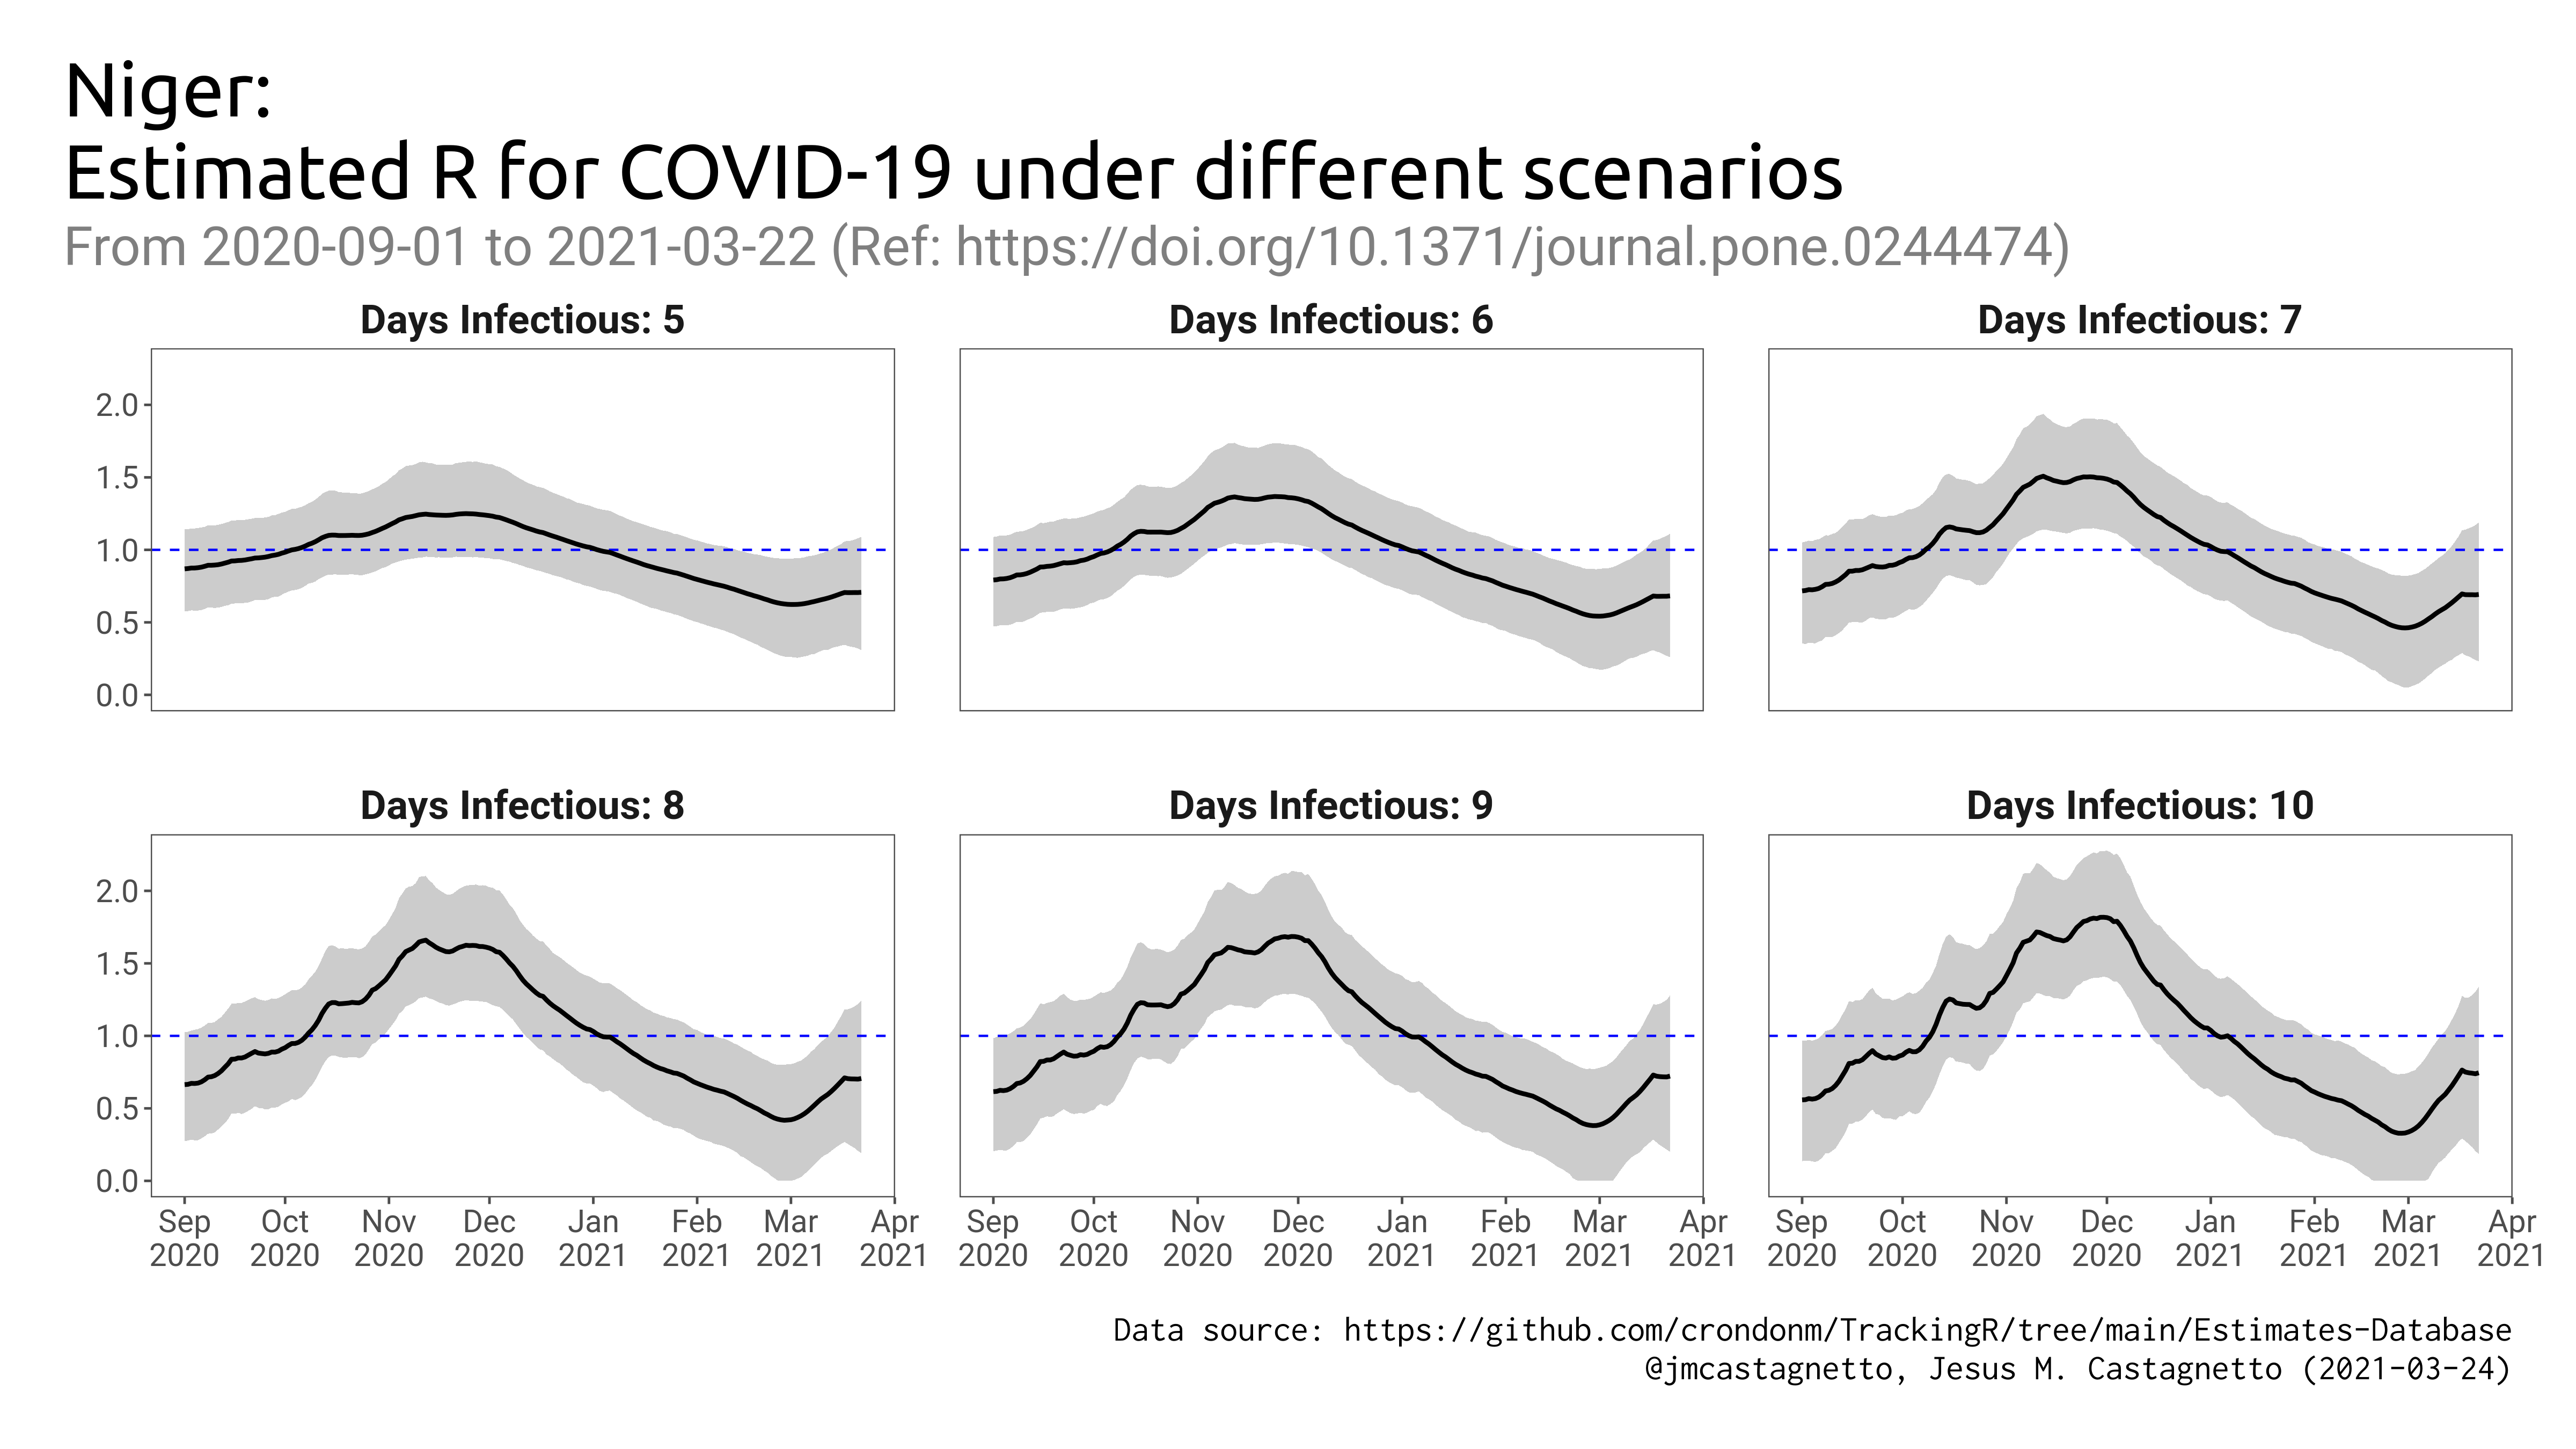 Niger:
Estimated R for COVID-19 under different scenarios
From 2020-09-01 to 2021-03-22 (Ref: https://doi.org/10.1371/journal.pone.0244474)
Days Infectious: 5
Days Infectious: 6
Days Infectious: 7
2.0
1.5
1.0
0.5
0.0
Days Infectious: 8
Days Infectious: 9
Days Infectious: 10
2.0
1.5
1.0
0.5
0.0
Sep Oct Nov Dec Jan Feb Mar Apr
2020 2020 2020 2020 2021 2021 2021 2021
Sep Oct Nov Dec Jan Feb Mar Apr
2020 2020 2020 2020 2021 2021 2021 2021
Sep Oct Nov Dec Jan Feb Mar Apr
2020 2020 2020 2020 2021 2021 2021 2021
Data source: https://github.com/crondonm/TrackingR/tree/main/Estimates-Database
@jmcastagnetto, Jesus M. Castagnetto (2021-03-24)